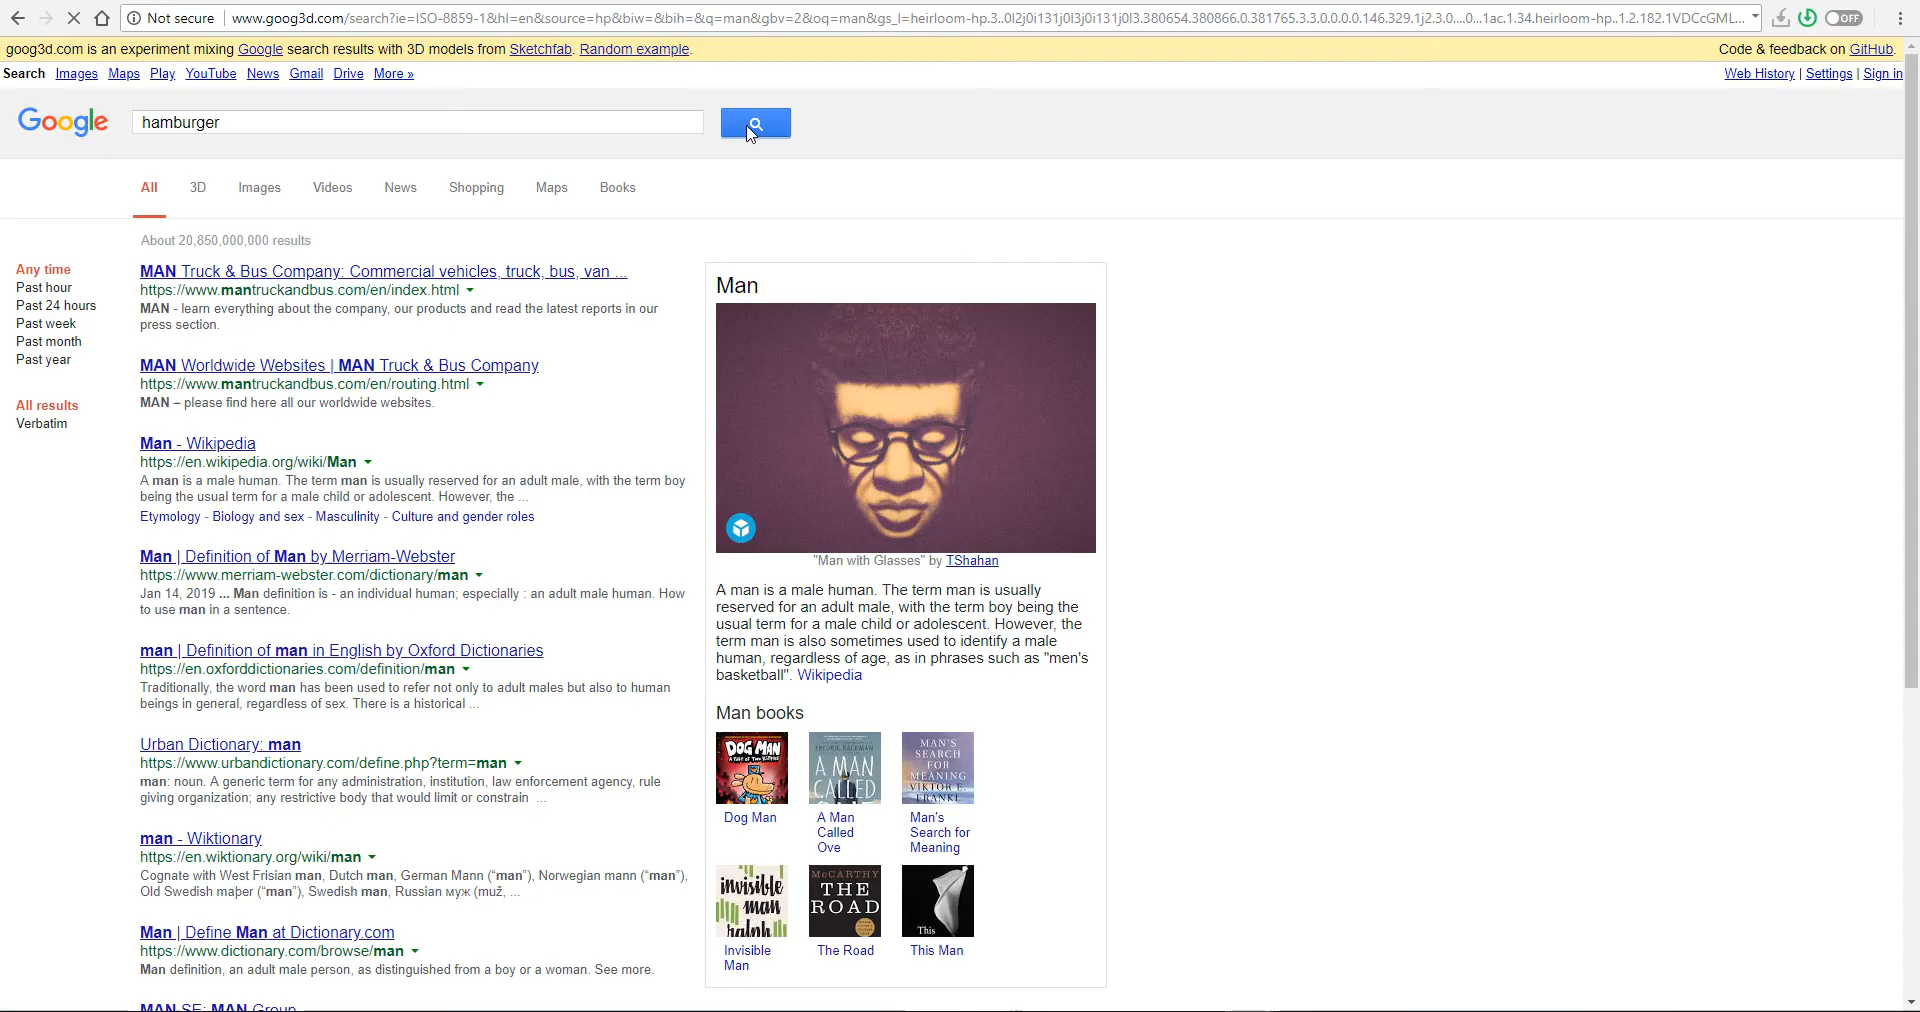 Not secure
www.goog3d.com/search?ie=ISO-8859-1&hl=en&source=hp&biw=&bih=&q=man&gbv=2&oq=man&gs_l=heirloom-hp.3..0l2j0i131j0l3j0i131j0l3.380654.380866.0.381765.3.3.0.0.0.0.146.329.1j2.3.0....0...1ac.1.34.heirloom-hp..1.2.182.1VDCcGML...
OFF
goog3d.com is an experiment mixing Google search results with 3D models from Sketchfab. Random example.
Code & feedback on GitHub.
Search Images Maps Play YouTube News Gmail Drive More »
Web History | Settings | Sign in
Google
hamburger
All 3D Images Videos News Shopping Maps Books
About 20,850,000,000 results
Any time
Past hour
Past 24 hours
Past week
Past month
Past year
All results
Verbatim
MAN Truck & Bus Company: Commercial vehicles, truck, bus, van ...
https://www.mantruckandbus.com/en/index.html
MAN - learn everything about the company, our products and read the latest reports in our
press section.
MAN Worldwide Websites | MAN Truck & Bus Company
https://www.mantruckandbus.com/en/routing.html
MAN – please find here all our worldwide websites.
Man - Wikipedia
https://en.wikipedia.org/wiki/Man
A man is a male human. The term man is usually reserved for an adult male, with the term boy
being the usual term for a male child or adolescent. However, the ...
Etymology - Biology and sex - Masculinity - Culture and gender roles
Man | Definition of Man by Merriam-Webster
https://www.merriam-webster.com/dictionary/man
Jan 14, 2019 ... Man definition is - an individual human; especially : an adult male human. How
to use man in a sentence.
man | Definition of man in English by Oxford Dictionaries
https://en.oxforddictionaries.com/definition/man
Traditionally, the word man has been used to refer not only to adult males but also to human
beings in general, regardless of sex. There is a historical ...
Urban Dictionary: man
https://www.urbandictionary.com/define.php?term=man
man: noun. A generic term for any administration, institution, law enforcement agency, rule
giving organization; any restrictive body that would limit or constrain ...
man - Wiktionary
https://en.wiktionary.org/wiki/man
Cognate with West Frisian man, Dutch man, German Mann (“man”), Norwegian mann (“man”),
Old Swedish maþer (“man”), Swedish man, Russian муж (muž, ...
Man | Define Man at Dictionary.com
https://www.dictionary.com/browse/man
Man definition, an adult male person, as distinguished from a boy or a woman. See more.
MAN SE: MAN Group
Man
"Man with Glasses" by TShahan
A man is a male human. The term man is usually
reserved for an adult male, with the term boy being the
usual term for a male child or adolescent. However, the
term man is also sometimes used to identify a male
human, regardless of age, as in phrases such as "men's
basketball". Wikipedia
Man books
DOG MAN
A MAN
CALLED
MAN'S
SEARCH
FOR
MEANING
VIKTOR E.
FRANKL
Dog Man
A Man
Called
Ove
Man's
Search for
Meaning
invisible
man
ralph
McCARTHY
THE
ROAD
This
Invisible
Man
The Road
This Man